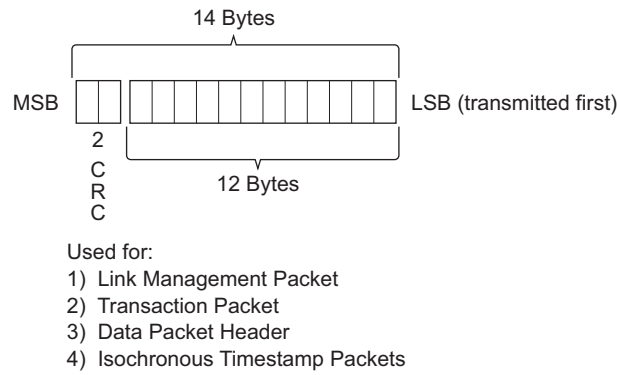 14 Bytes
MSB
LSB (transmitted first)
2
C
R
C
12 Bytes
Used for:
1) Link Management Packet
2) Transaction Packet
3) Data Packet Header
4) Isochronous Timestamp Packets